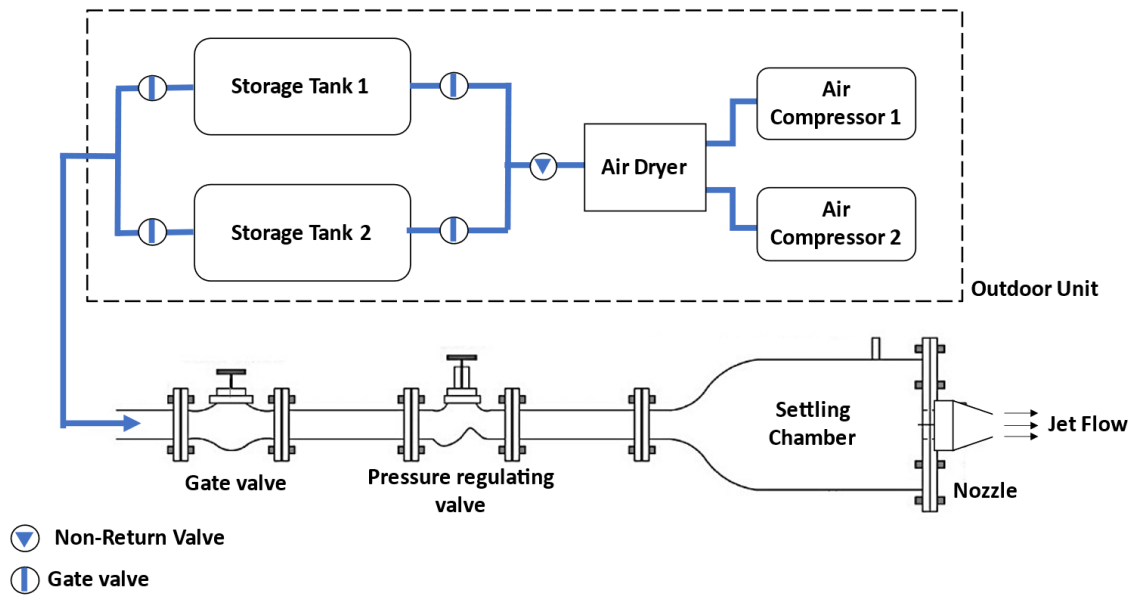 Storage Tank 1
Air
Compressor 1
Air Dryer
Storage Tank 2
Air
Compressor 2
Outdoor Unit
Settling
Chamber
Jet Flow
Gate valve
Pressure regulating
valve
Nozzle
Non-Return Valve
Gate valve